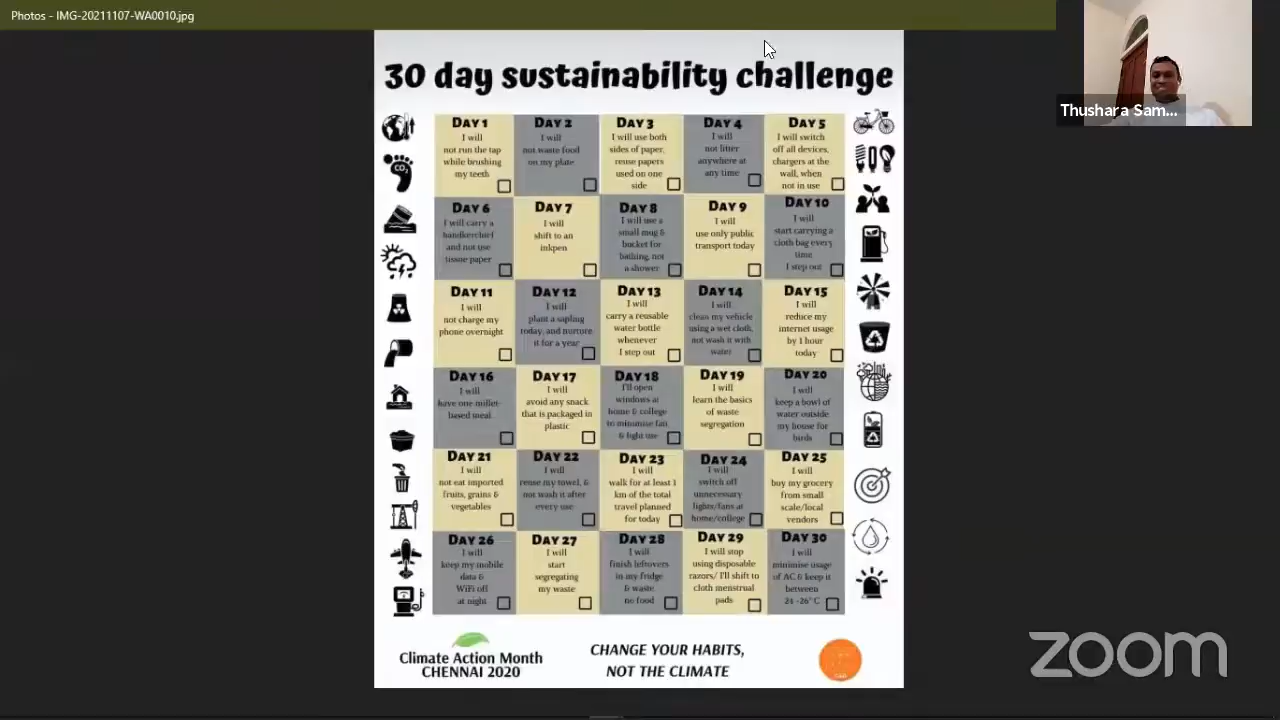 Photos - IMG-20211107-WA0010.jpg
Thushara Sam...
30 day sustainability challenge
DAY 1
I will
not run the tap
while brushing
my teeth
DAY 2
I will
not waste food
on my plate
DAY 3
I will use both
sides of paper,
reuse papers
used on one
side
DAY 4
I will
not litter
anywhere at
any time
DAY 5
I will switch
off all devices,
chargers at the
wall, when
not in use
DAY 6
I will carry a
handkerchief
and not use
tissue paper
DAY 7
I will
shift to an
inkpen
DAY 8
I will use a
small mug &
bucket for
bathing, not
a shower
DAY 9
I will
use only public
transport today
DAY 10
I will
start carrying a
cloth bag every
time
I step out
DAY 11
I will
not charge my
phone overnight
DAY 12
I will
plant a sapling
today, and nurture
it for a year
DAY 13
I will
carry a reusable
water bottle
whenever
I step out
DAY 14
I will
clean my vehicle
using a wet cloth,
not wash it with
water
DAY 15
I will
reduce my
internet usage
by 1 hour
today
DAY 16
I will
have one millet-
based meal
DAY 17
I will
avoid any snack
that is packaged in
plastic
DAY 18
I'll open
windows at
home & college
to minimise fan
& light use
DAY 19
I will
learn the basics
of waste
segregation
DAY 20
I will
keep a bowl of
water outside
my house for
birds
DAY 21
I will
not eat imported
fruits, grains &
vegetables
DAY 22
I will
reuse my towel, &
not wash it after
every use
DAY 23
I will
walk for at least 1
km of the total
travel planned
for today
DAY 24
I will
switch off
unnecessary
lights/fans at
home/college
DAY 25
I will
buy my grocery
from small
scale/local
vendors
DAY 26
I will
keep my mobile
data &
WiFi off
at night
DAY 27
I will
start
segregating
my waste
DAY 28
I will
finish leftovers
in my fridge
& waste
no food
DAY 29
I will stop
using disposable
razors/ I'll shift to
cloth menstrual
pads
DAY 30
I will
minimise usage
of AC & keep it
between
24 -26° C
CO2
Climate Action Month
CHENNAI 2020
CHANGE YOUR HABITS,
NOT THE CLIMATE
zoom